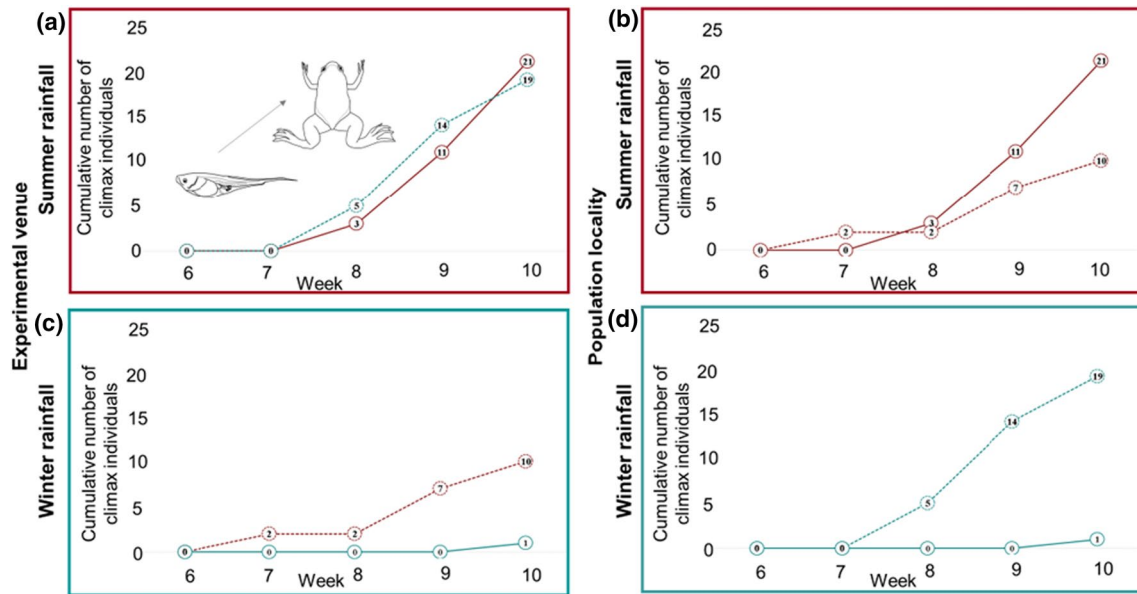 (a)
Experimental venue
Summer rainfall
Cumulative number of
climax individuals
25
20
15
10
5
0
0
0
5
3
14
11
21
19
6 7 8 9 10
Week
(b)
Population locality
Summer rainfall
Cumulative number of
climax individuals
25
20
15
10
5
0
0
2
0
3
2
11
7
21
10
6 7 8 9 10
Week
(c)
Winter rainfall
Cumulative number of
climax individuals
25
20
15
10
5
0
0
2
0
2
0
7
0
10
1
6 7 8 9 10
Week
(d)
Winter rainfall
Cumulative number of
climax individuals
25
20
15
10
5
0
0
0
5
0
14
0
19
1
6 7 8 9 10
Week